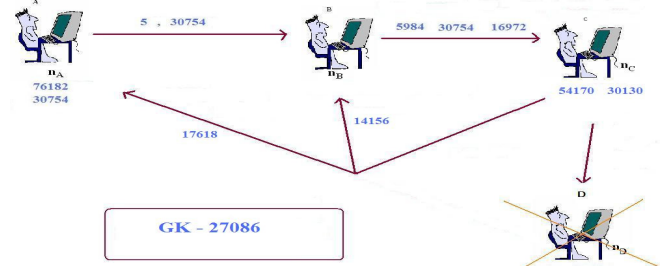 A
B
C
5 , 30754
5984 30754 16972
n_A
n_B
n_C
76182
30754
54170 30130
17618
14156
D
n_D
GK - 27086